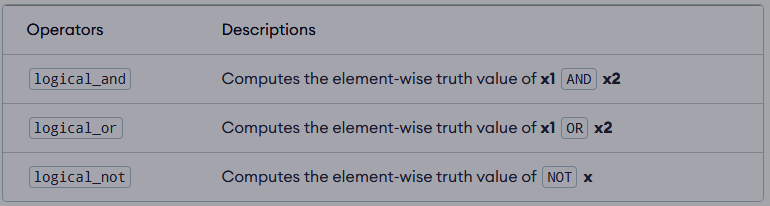 Operators Descriptions
logical_and Computes the element-wise truth value of x1 AND x2
logical_or Computes the element-wise truth value of x1 OR x2
logical_not Computes the element-wise truth value of NOT x